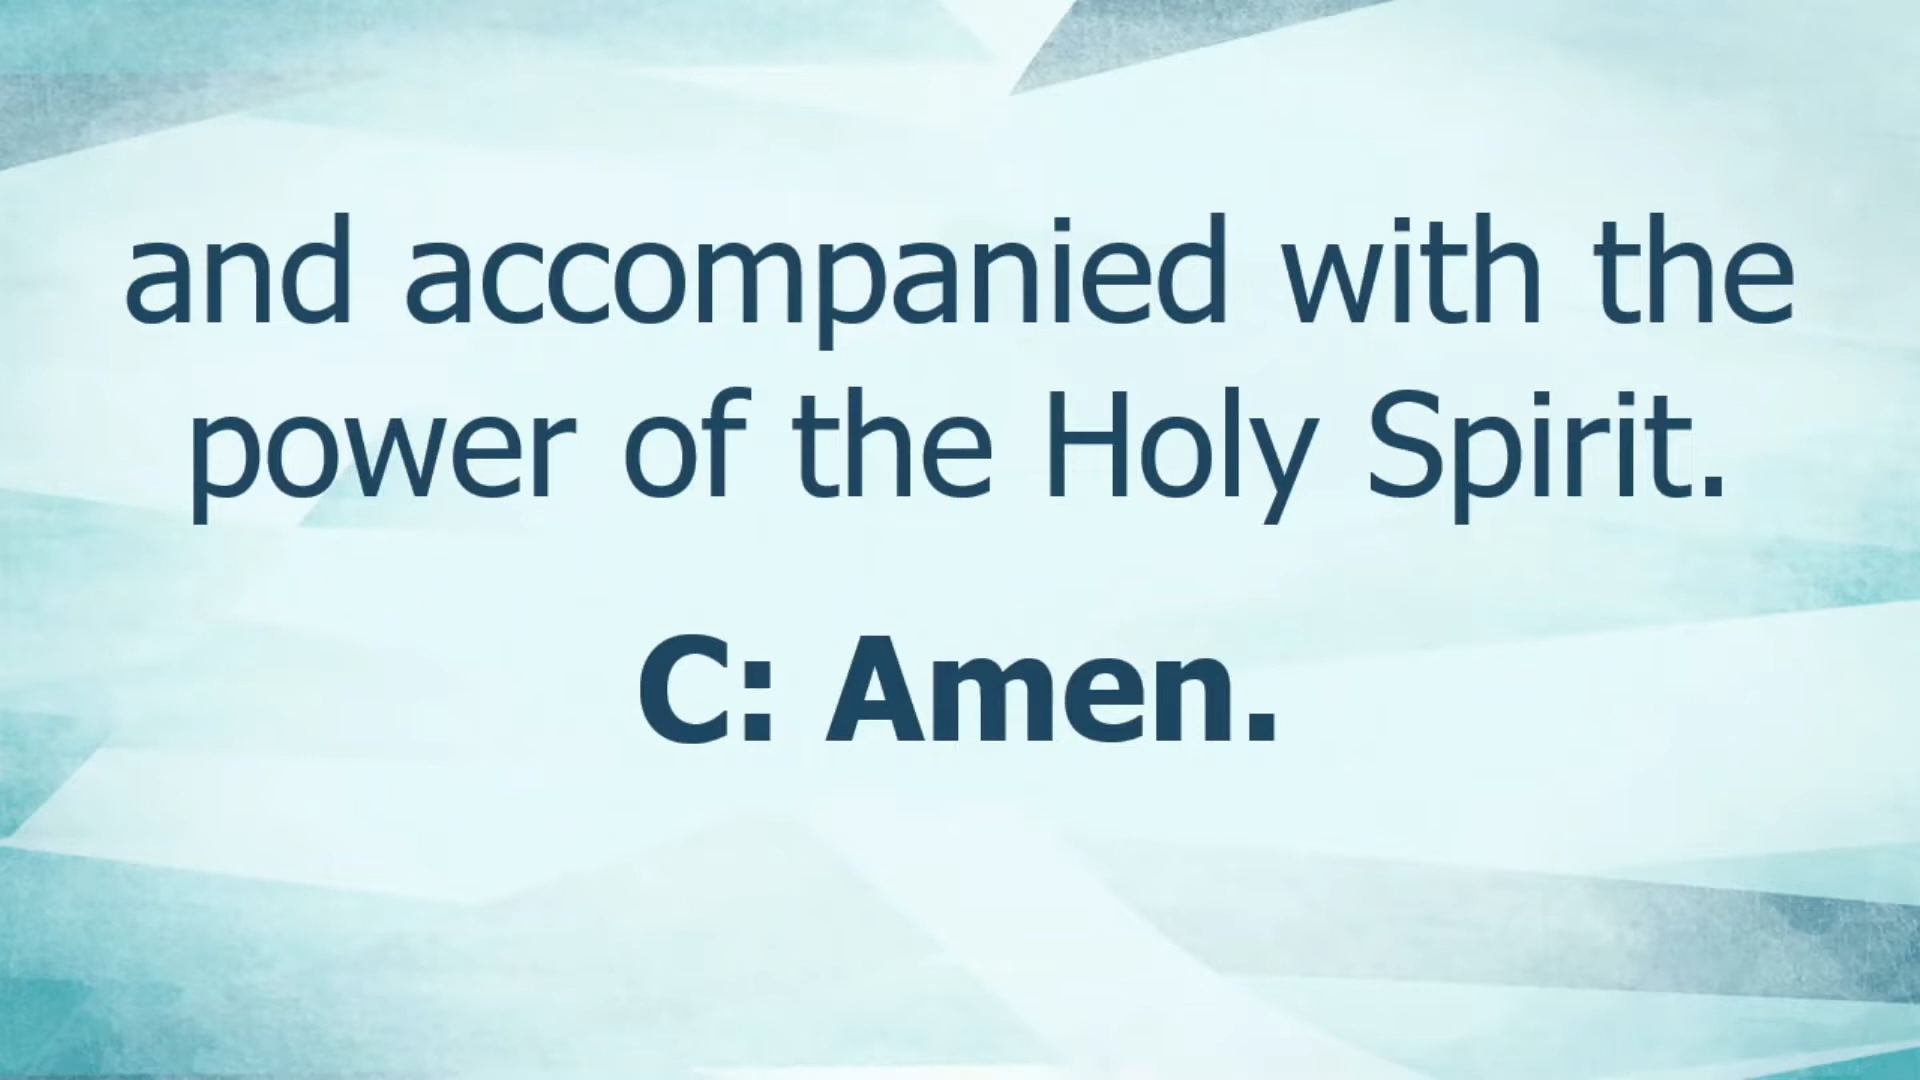 and accompanied with the
power of the Holy Spirit.
C: Amen.